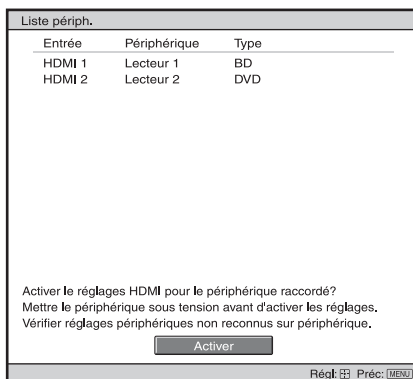 Liste périph.
Entrée Périphérique Type
HDMI 1 Lecteur 1 BD
HDMI 2 Lecteur 2 DVD
Activer le réglages HDMI pour le périphérique raccordé?
Mettre le périphérique sous tension avant d'activer les réglages.
Vérifier réglages périphériques non reconnus sur périphérique.
Activer
Régl: Préc: MENU